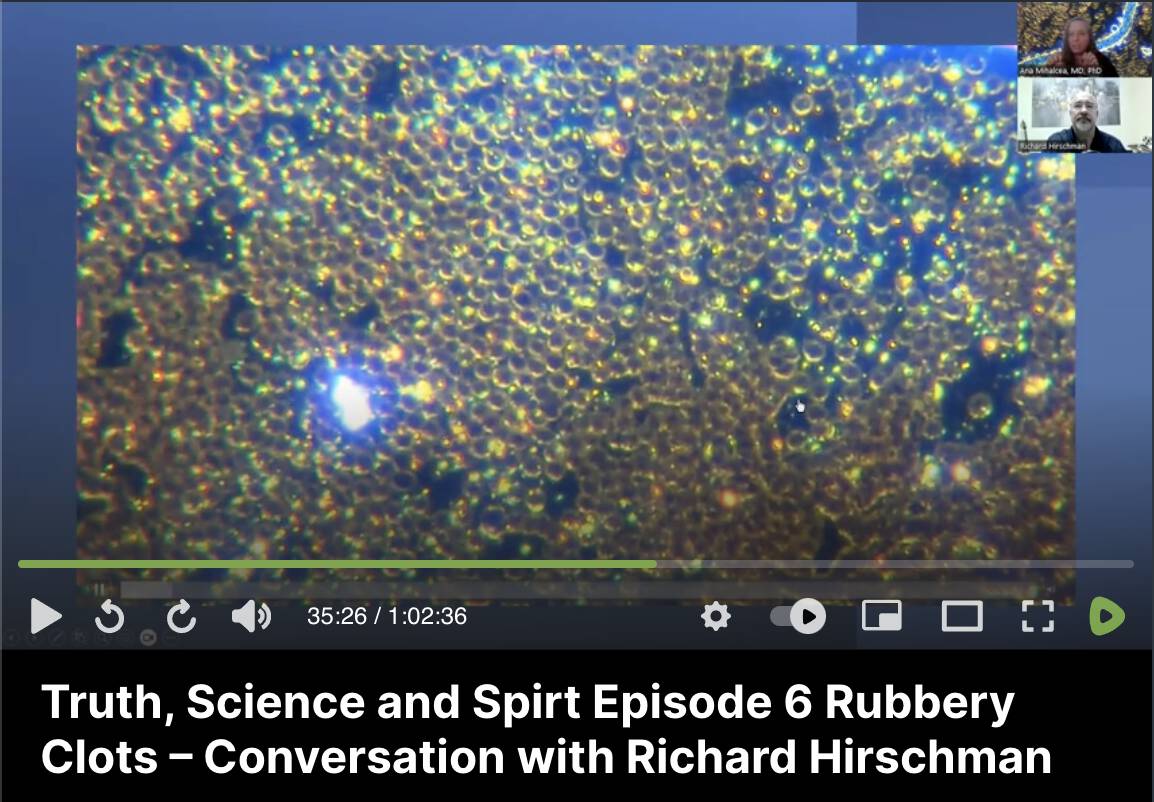 Ana Mihalcea, MD, PhD
Richard Hirschman
35:26 / 1:02:36
Truth, Science and Spirt Episode 6 Rubbery
Clots – Conversation with Richard Hirschman